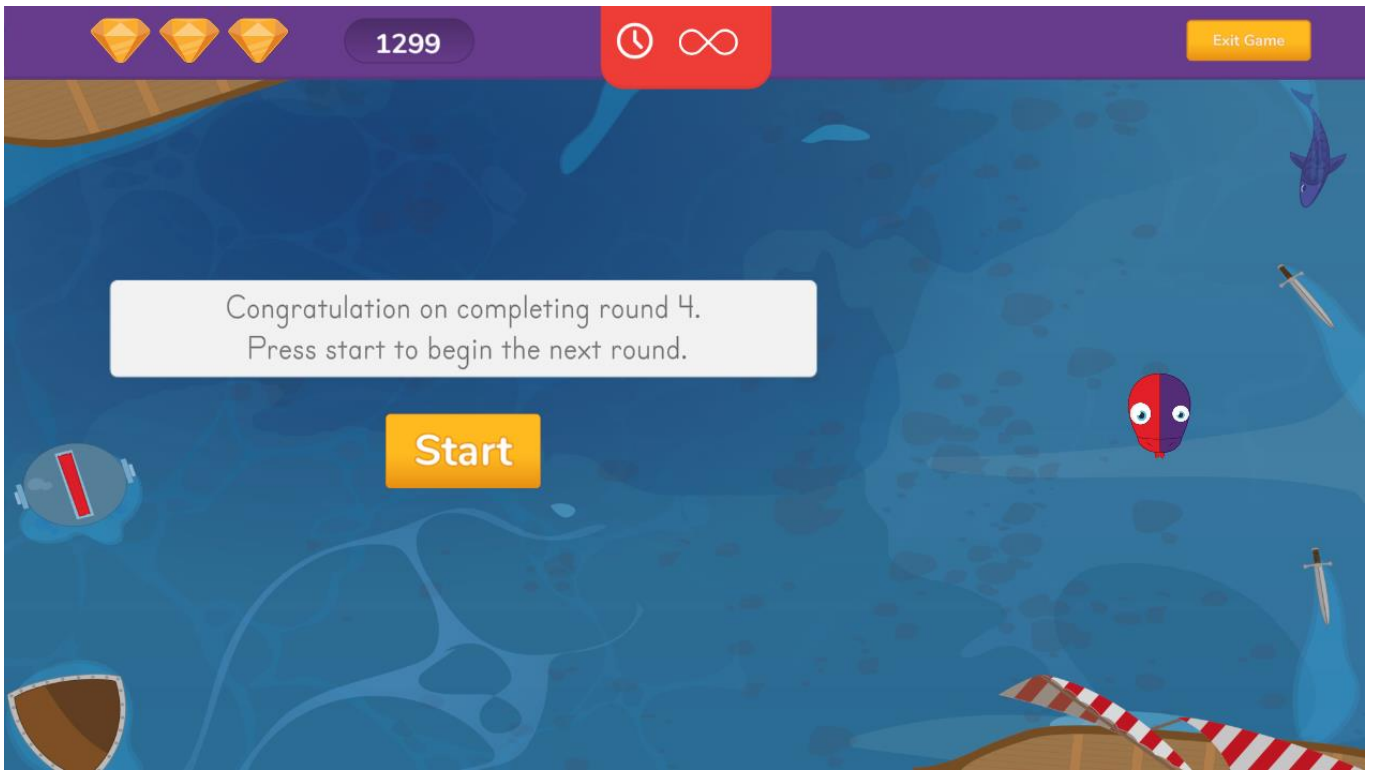 1299
Exit Game
Congratulation on completing round 4.
Press start to begin the next round.
Start